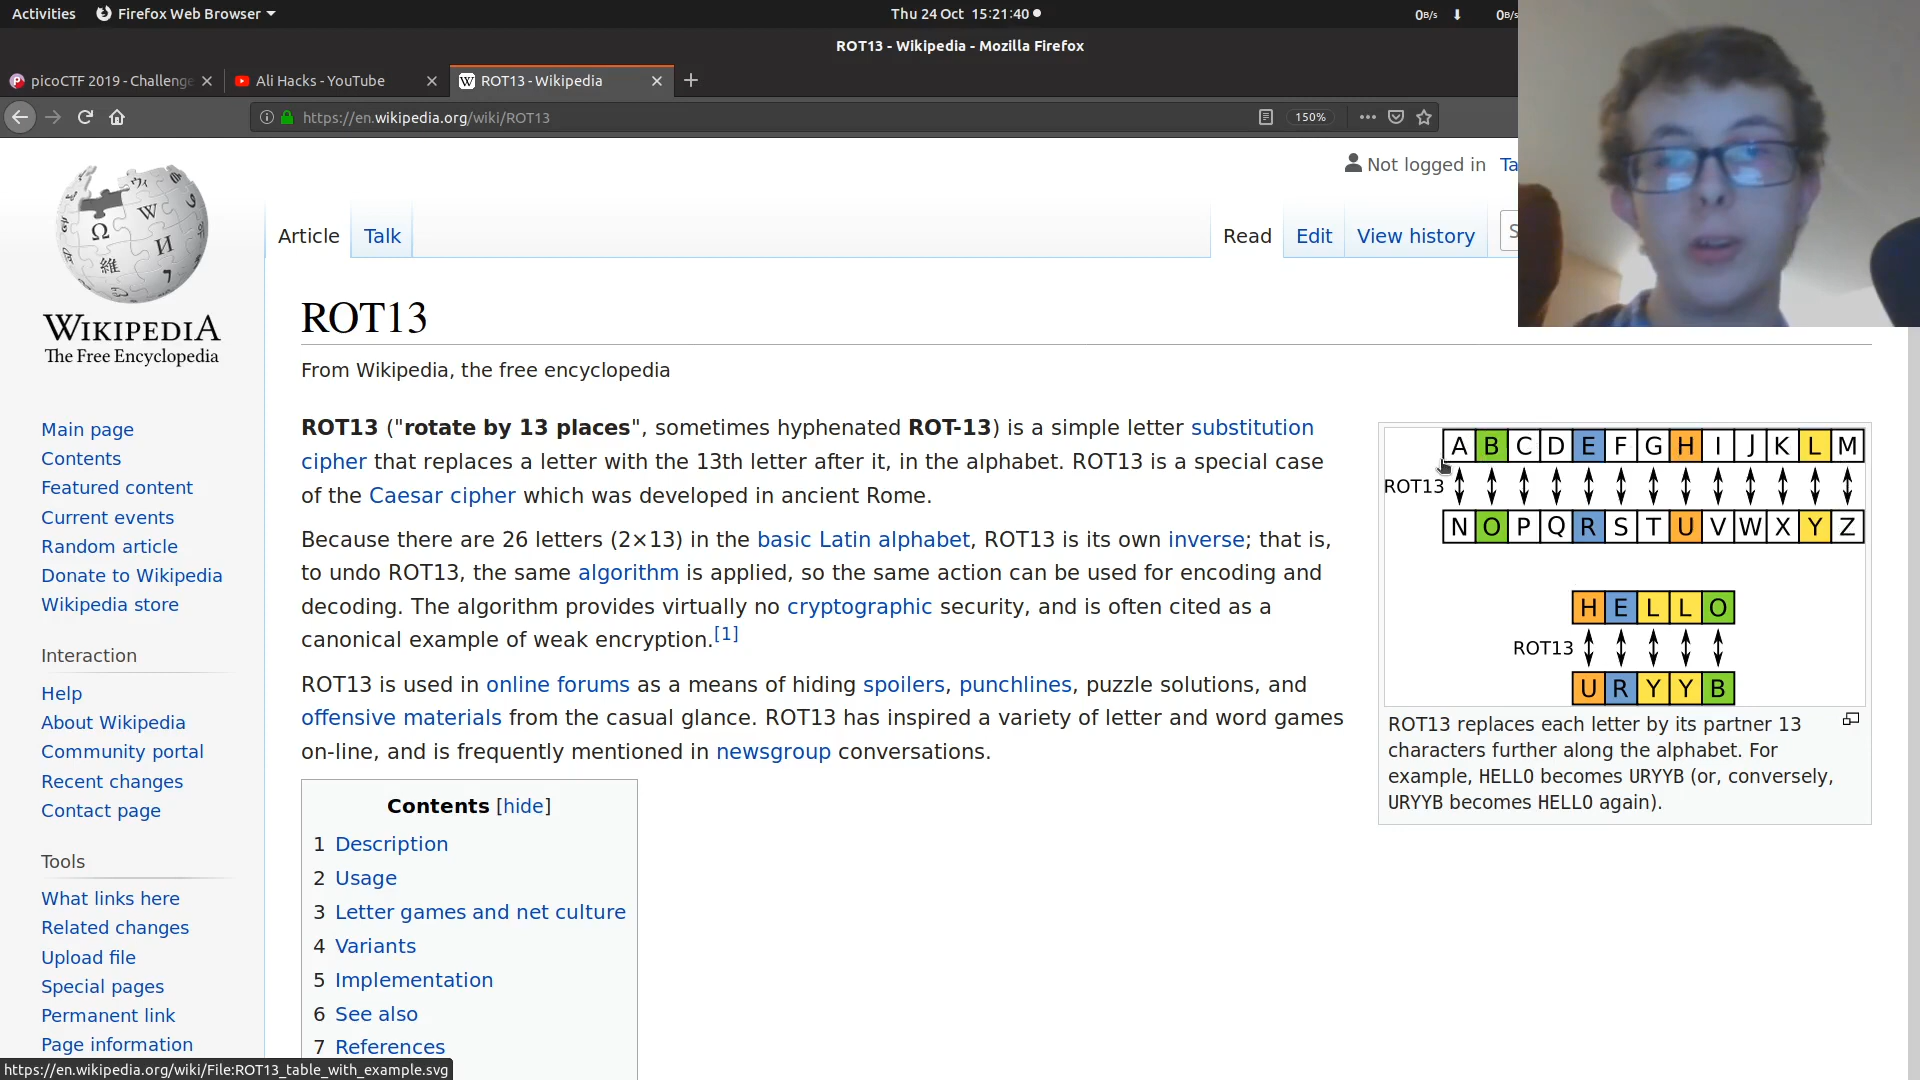 Activities
Firefox Web Browser
Thu 24 Oct 15:21:40
0B/s
0B/s
ROT13 - Wikipedia - Mozilla Firefox
picoCTF 2019 - Challenge
Ali Hacks - YouTube
ROT13 - Wikipedia
https://en.wikipedia.org/wiki/ROT13
150%
Not logged in
Ta
Article
Talk
Read
Edit
View history
S
WIKIPEDIA
The Free Encyclopedia
Main page
Contents
Featured content
Current events
Random article
Donate to Wikipedia
Wikipedia store
Interaction
Help
About Wikipedia
Community portal
Recent changes
Contact page
Tools
What links here
Related changes
Upload file
Special pages
Permanent link
Page information
ROT13
From Wikipedia, the free encyclopedia
ROT13 ("rotate by 13 places", sometimes hyphenated ROT-13) is a simple letter substitution
cipher that replaces a letter with the 13th letter after it, in the alphabet. ROT13 is a special case
of the Caesar cipher which was developed in ancient Rome.
Because there are 26 letters (2×13) in the basic Latin alphabet, ROT13 is its own inverse; that is,
to undo ROT13, the same algorithm is applied, so the same action can be used for encoding and
decoding. The algorithm provides virtually no cryptographic security, and is often cited as a
canonical example of weak encryption.[1]
ROT13 is used in online forums as a means of hiding spoilers, punchlines, puzzle solutions, and
offensive materials from the casual glance. ROT13 has inspired a variety of letter and word games
on-line, and is frequently mentioned in newsgroup conversations.
Contents [hide]
1 Description
2 Usage
3 Letter games and net culture
4 Variants
5 Implementation
6 See also
7 References
A B C D E F G H I J K L M
ROT13
N O P Q R S T U V W X Y Z
H E L L O
ROT13
U R Y Y B
ROT13 replaces each letter by its partner 13
characters further along the alphabet. For
example, HELLO becomes URYYB (or, conversely,
URYYB becomes HELLO again).
https://en.wikipedia.org/wiki/File:ROT13_table_with_example.svg